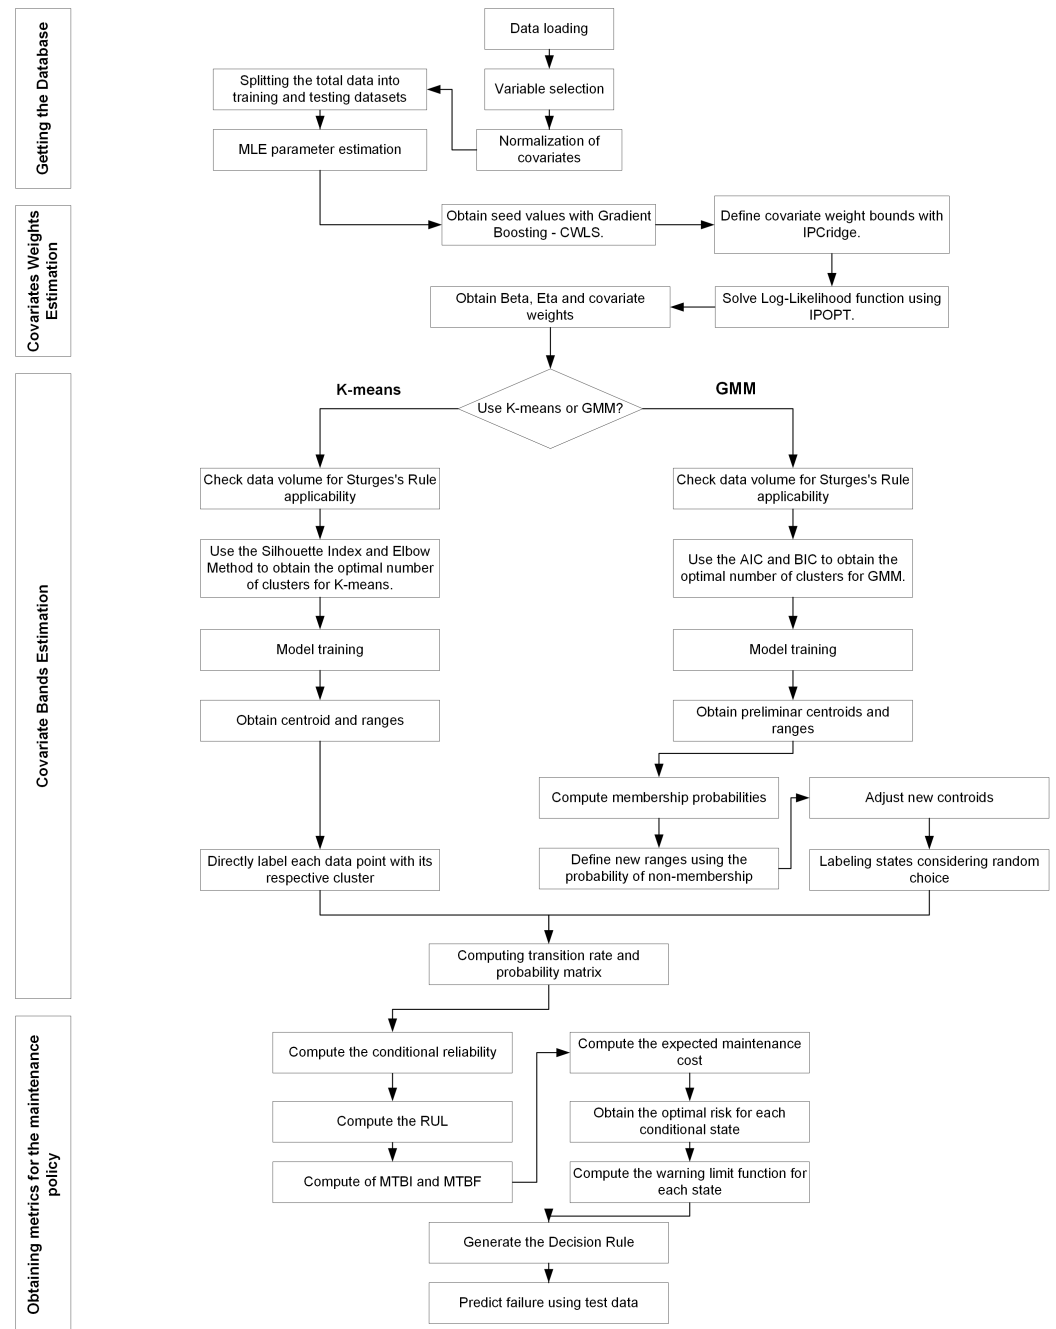 Getting the Database
Data loading
Variable selection
Normalization of
covariates
Splitting the total data into
training and testing datasets
MLE parameter estimation
Covariates Weights
Estimation
Obtain seed values with Gradient
Boosting - CWLS.
Define covariate weight bounds with
IPCridge.
Solve Log-Likelihood function using
IPOPT.
Obtain Beta, Eta and covariate
weights
Covariate Bands Estimation
Use K-means or GMM?
K-means
GMM
Check data volume for Sturges's Rule
applicability
Use the Silhouette Index and Elbow
Method to obtain the optimal number
of clusters for K-means.
Model training
Obtain centroid and ranges
Directly label each data point with its
respective cluster
Check data volume for Sturges's Rule
applicability
Use the AIC and BIC to obtain the
optimal number of clusters for GMM.
Model training
Obtain preliminar centroids and
ranges
Compute membership probabilities
Define new ranges using the
probability of non-membership
Adjust new controids
Labeling states considering random
choice
Computing transition rate and
probability matrix
Obtaining metrics for the maintenance
policy
Compute the conditional reliability
Compute the RUL
Compute of MTBI and MTBF
Compute the expected maintenance
cost
Obtain the optimal risk for each
conditional state
Compute the warning limit function for
each state
Generate the Decision Rule
Predict failure using test data